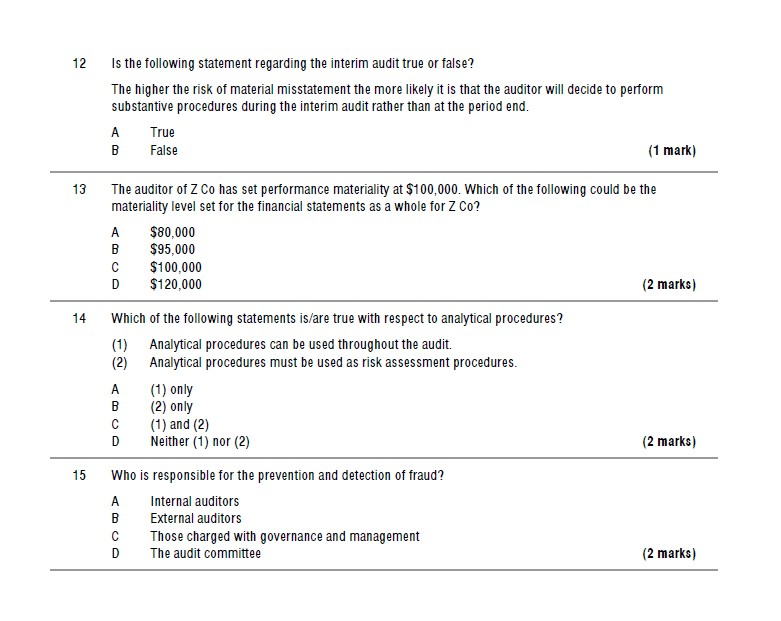 12 Is the following statement regarding the interim audit true or false?
The higher the risk of material misstatement the more likely it is that the auditor will decide to perform
substantive procedures during the interim audit rather than at the period end.
A True
B False (1 mark)
13 The auditor of Z Co has set performance materiality at $100,000. Which of the following could be the
materiality level set for the financial statements as a whole for Z Co?
A $80,000
B $95,000
C $100,000
D $120,000 (2 marks)
14 Which of the following statements is/are true with respect to analytical procedures?
(1) Analytical procedures can be used throughout the audit.
(2) Analytical procedures must be used as risk assessment procedures.
A (1) only
B (2) only
C (1) and (2)
D Neither (1) nor (2) (2 marks)
15 Who is responsible for the prevention and detection of fraud?
A Internal auditors
B External auditors
C Those charged with governance and management
D The audit committee (2 marks)